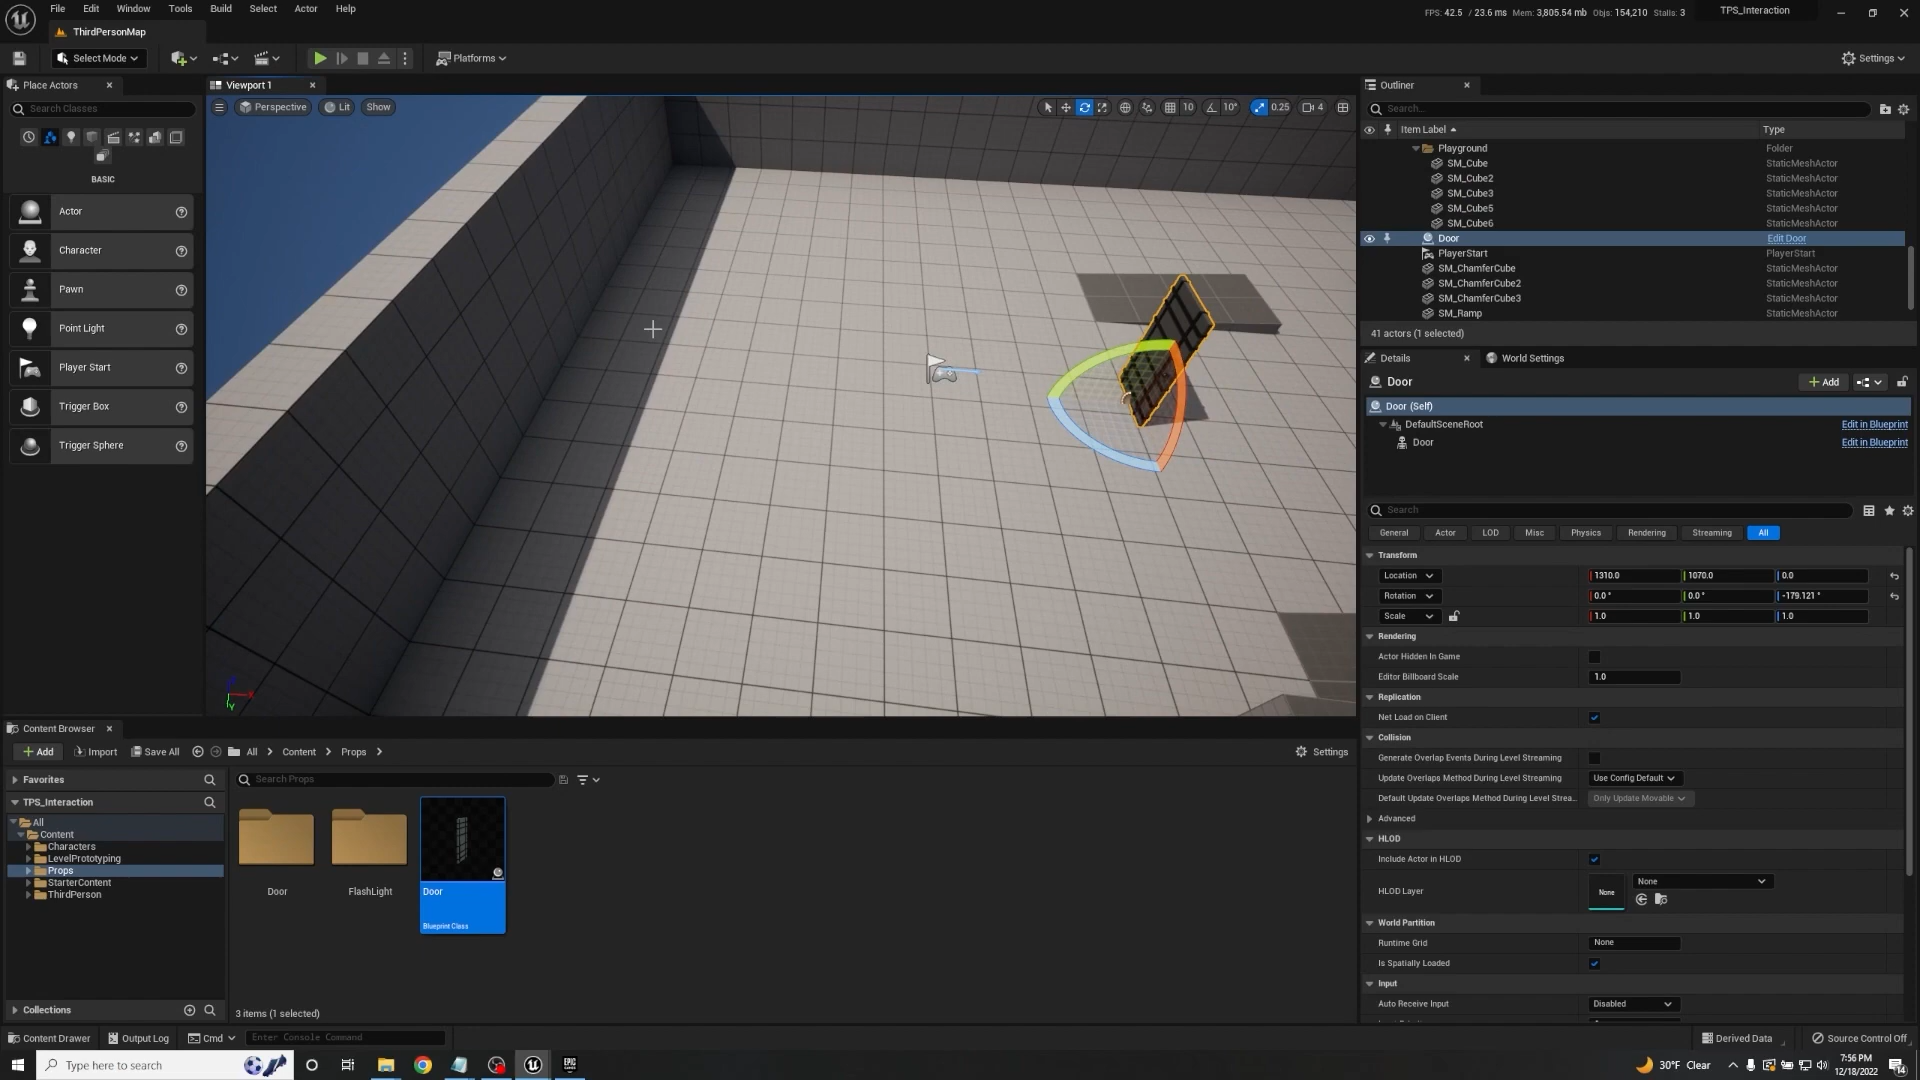 File Edit Window Tools Build Select Actor Help
FPS: 42.5 / 23.6 ms Mem: 3,805.54 mb Objs: 154,210 Stalls: 3
TPS_Interaction
ThirdPersonMap
Select Mode
Platforms
Settings
Place Actors
Search Classes
BASIC
Actor
Character
Pawn
Point Light
Player Start
Trigger Box
Trigger Sphere
Viewport 1
Perspective Lit Show
10 10° 0.25 4
Outliner
Search...
Item Label Type
Playground Folder
SM_Cube StaticMeshActor
SM_Cube2 StaticMeshActor
SM_Cube3 StaticMeshActor
SM_Cube5 StaticMeshActor
SM_Cube6 StaticMeshActor
Door Edit Door
PlayerStart PlayerStart
SM_ChamferCube StaticMeshActor
SM_ChamferCube2 StaticMeshActor
SM_ChamferCube3 StaticMeshActor
SM_Ramp StaticMeshActor
41 actors (1 selected)
Details World Settings
Door
Add
Door (Self)
DefaultSceneRoot Edit in Blueprint
Door Edit in Blueprint
Search
General Actor LOD Misc Physics Rendering Streaming All
Transform
Location 1310.0 1070.0 0.0
Rotation 0.0 ° 0.0 ° -179.121 °
Scale 1.0 1.0 1.0
Rendering
Actor Hidden In Game
Editor Billboard Scale 1.0
Replication
Net Load on Client
Collision
Generate Overlap Events During Level Streaming
Update Overlaps Method During Level Streaming Use Config Default
Default Update Overlaps Method During Level Strea... Only Update Movable
Advanced
HLOD
Include Actor in HLOD
HLOD Layer None None
World Partition
Runtime Grid None
Is Spatially Loaded
Input
Auto Receive Input Disabled
Content Browser
Add Import Save All All Content Props
Settings
Favorites
TPS_Interaction
All
Content
Characters
LevelPrototyping
Props
StarterContent
ThirdPerson
Collections
Search Props
Door
FlashLight
Door
Blueprint Class
3 items (1 selected)
Content Drawer Output Log Cmd Enter Console Command
Derived Data Source Control Off
Type here to search
30°F Clear
7:56 PM
12/18/2022
14